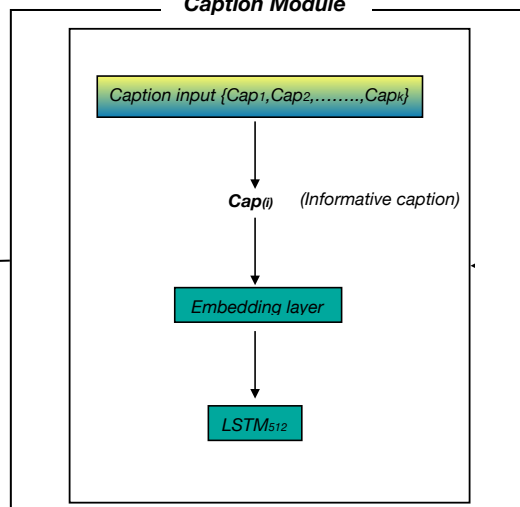 Caption Module
Caption input {Cap1,Cap2,........,Capk}
Cap(i) (Informative caption)
Embedding layer
LSTM512